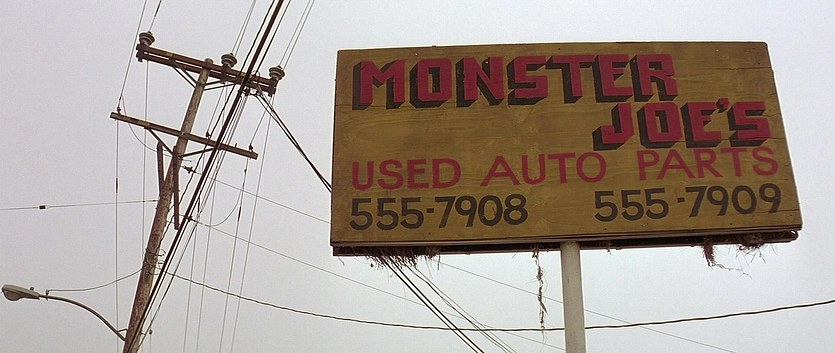 MONSTER
JOE'S
USED AUTO PARTS
555-7908 555-7909